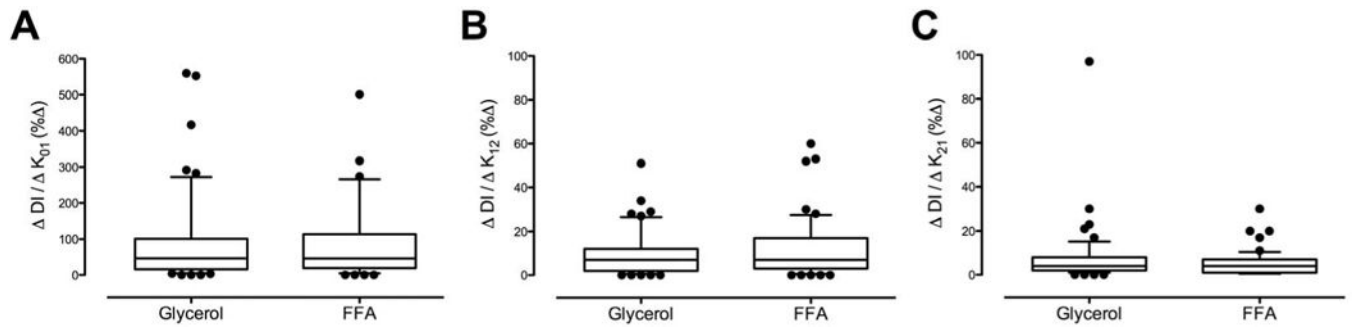 A
Δ DI / Δ K01 (%Δ)
600
500
400
300
200
100
0
Glycerol FFA
B
Δ DI / Δ K12 (%Δ)
100
80
60
40
20
0
Glycerol FFA
C
Δ DI / Δ K21 (%Δ)
100
80
60
40
20
0
Glycerol FFA